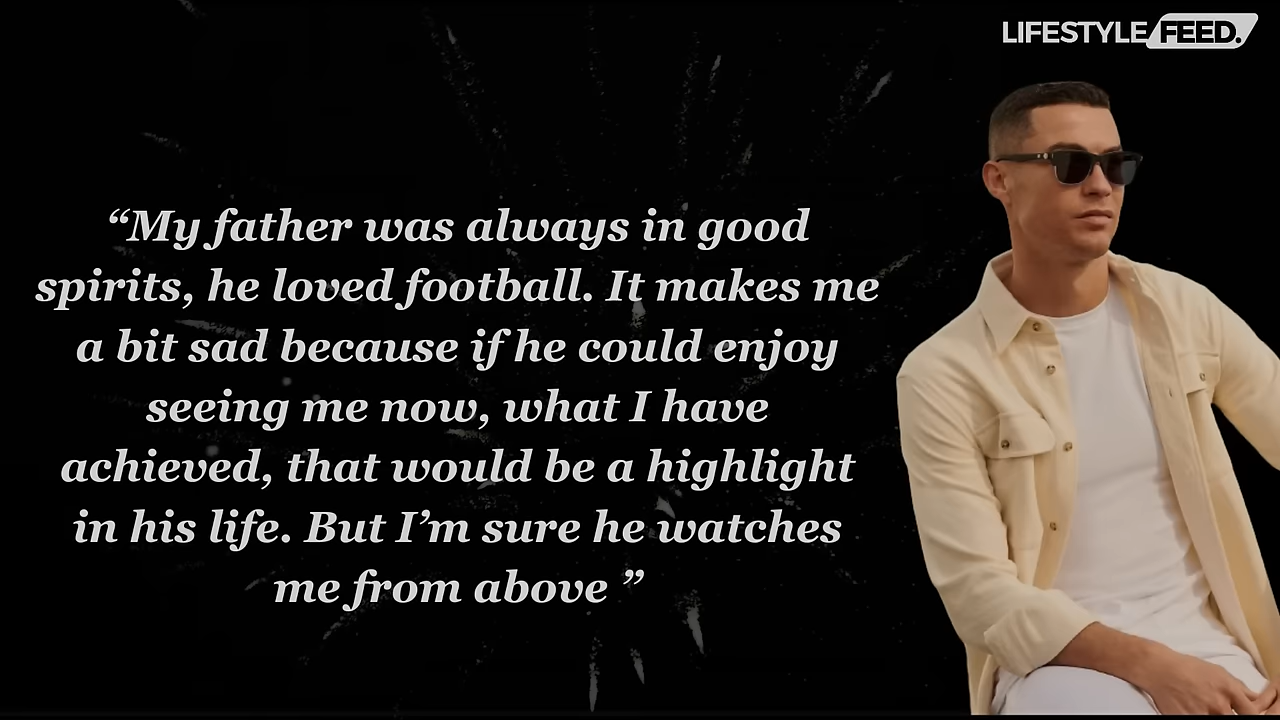 LIFESTYLE FEED.
“My father was always in good
spirits, he loved football. It makes me
a bit sad because if he could enjoy
seeing me now, what I have
achieved, that would be a highlight
in his life. But I’m sure he watches
me from above ”